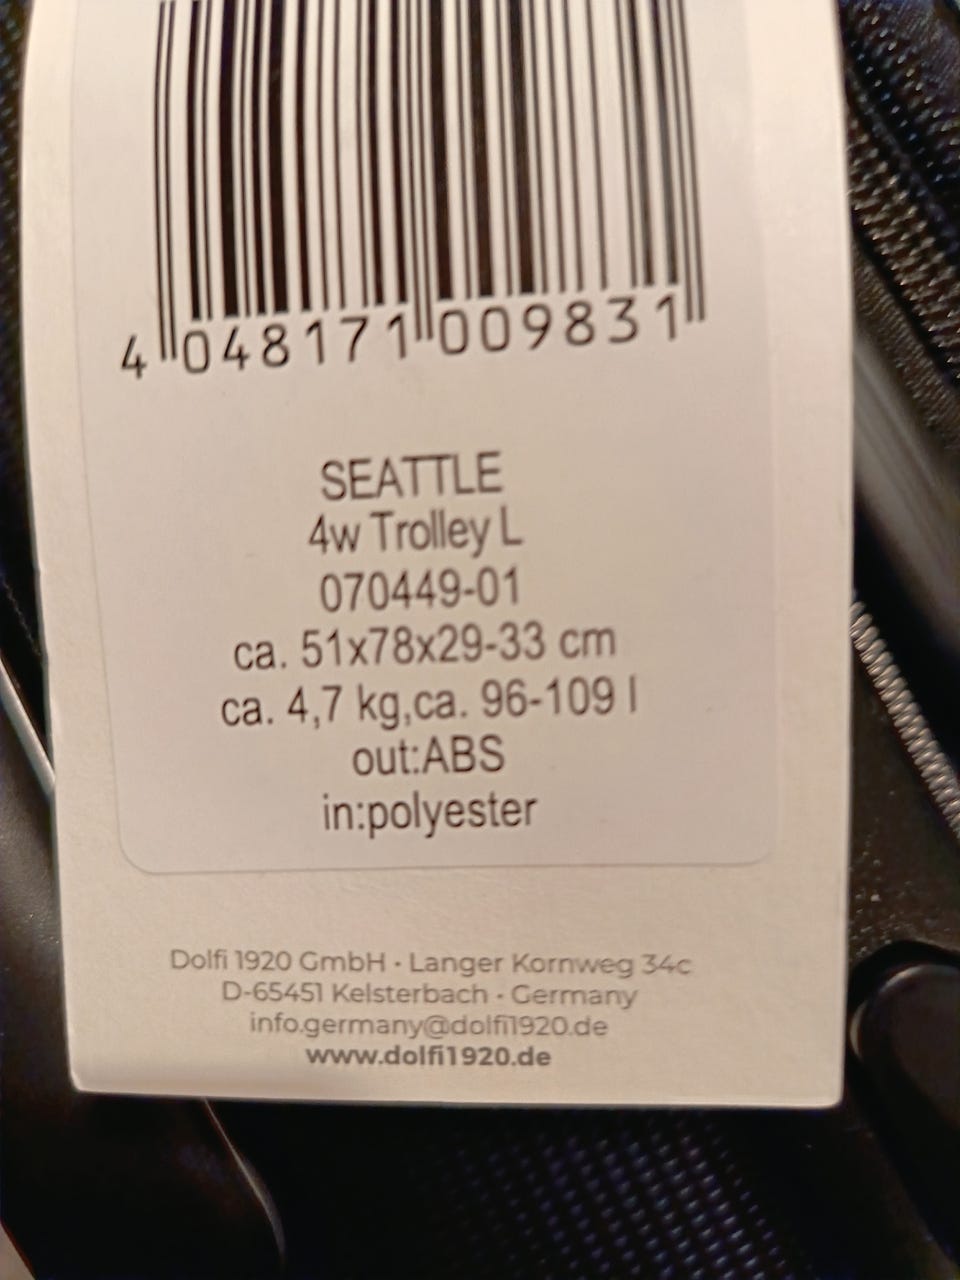 4 048171 009831
SEATTLE
4w Trolley L
070449-01
ca. 51x78x29-33 cm
ca. 4,7 kg,ca. 96-109 l
out:ABS
in:polyester
Dolfi 1920 GmbH · Langer Kornweg 34c
D-65451 Kelsterbach · Germany
info.germany@dolfi1920.de
www.dolfi1920.de